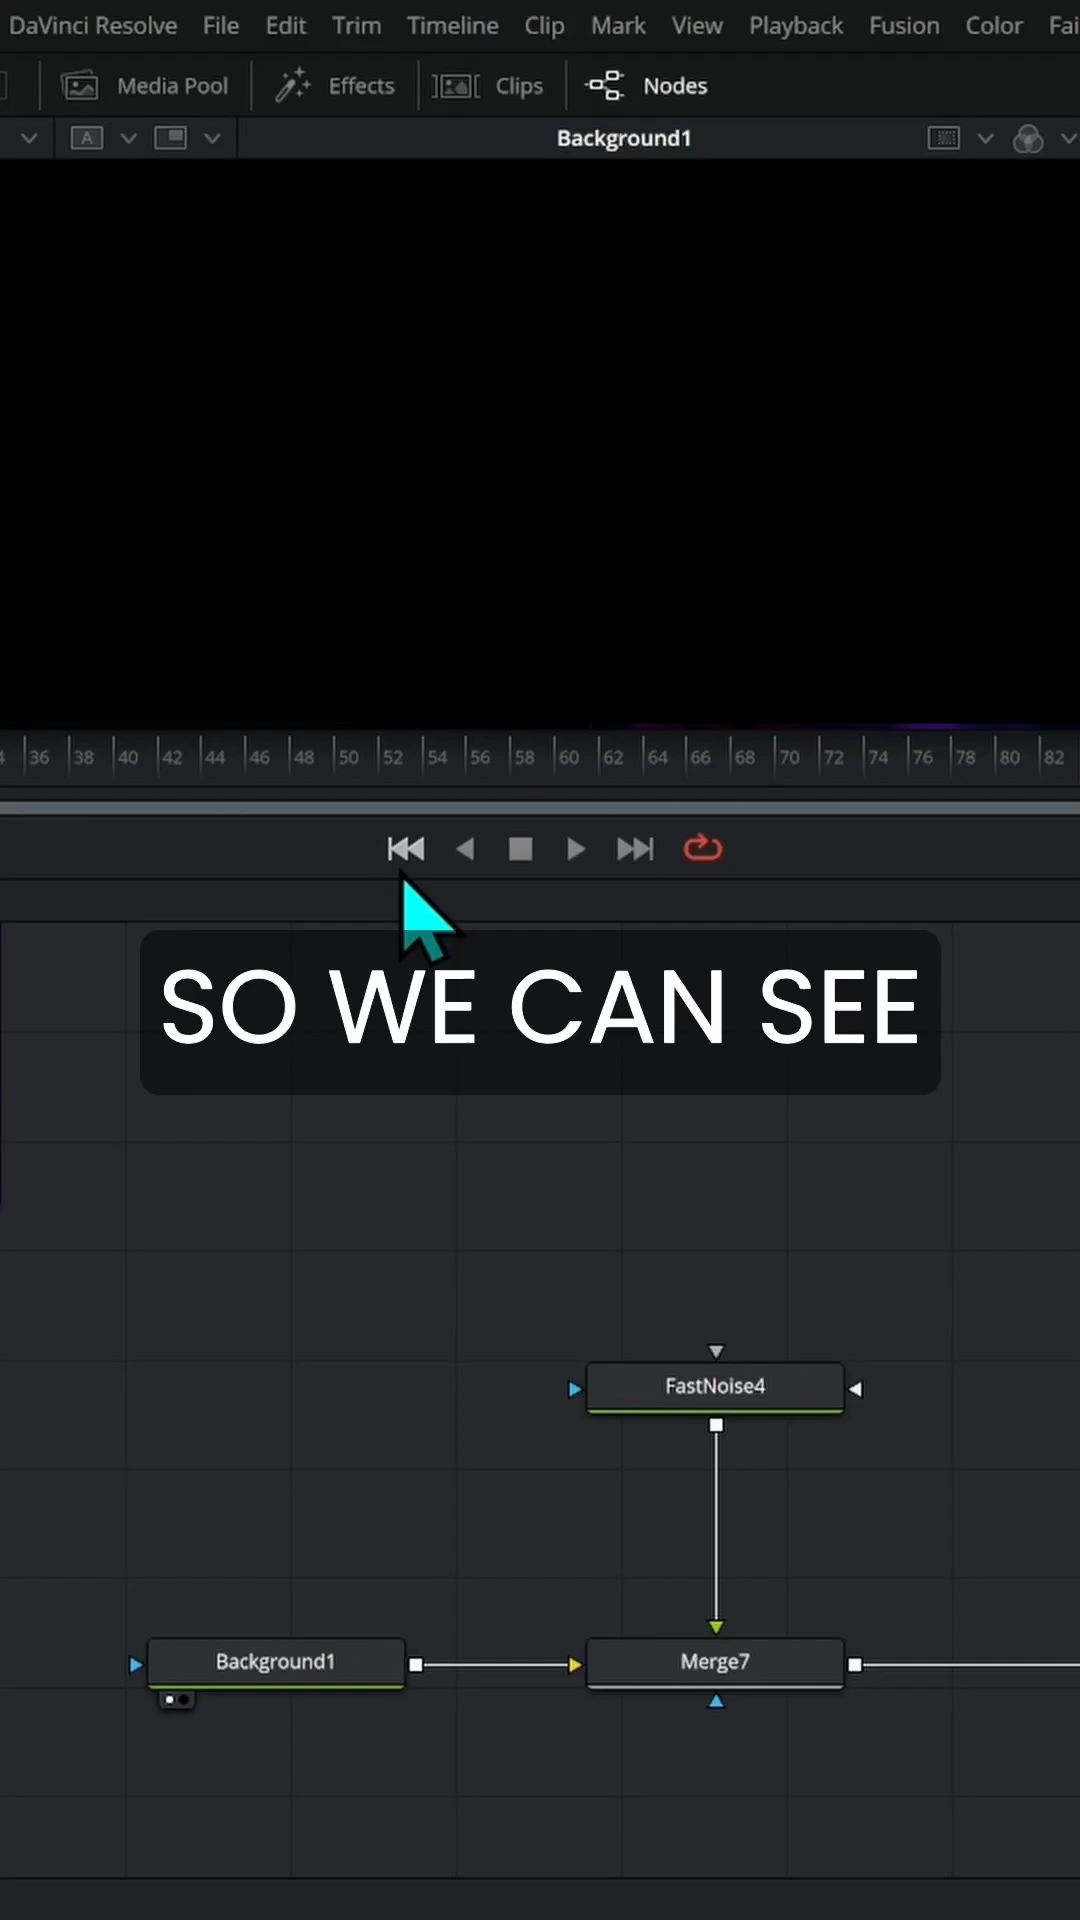 DaVinci Resolve File Edit Trim Timeline Clip Mark View Playback Fusion Color Fai
Media Pool Effects Clips Nodes
A Background1
36 38 40 42 44 46 48 50 52 54 56 58 60 62 64 66 68 70 72 74 76 78 80 82
SO WE CAN SEE
FastNoise4
Background1 Merge7